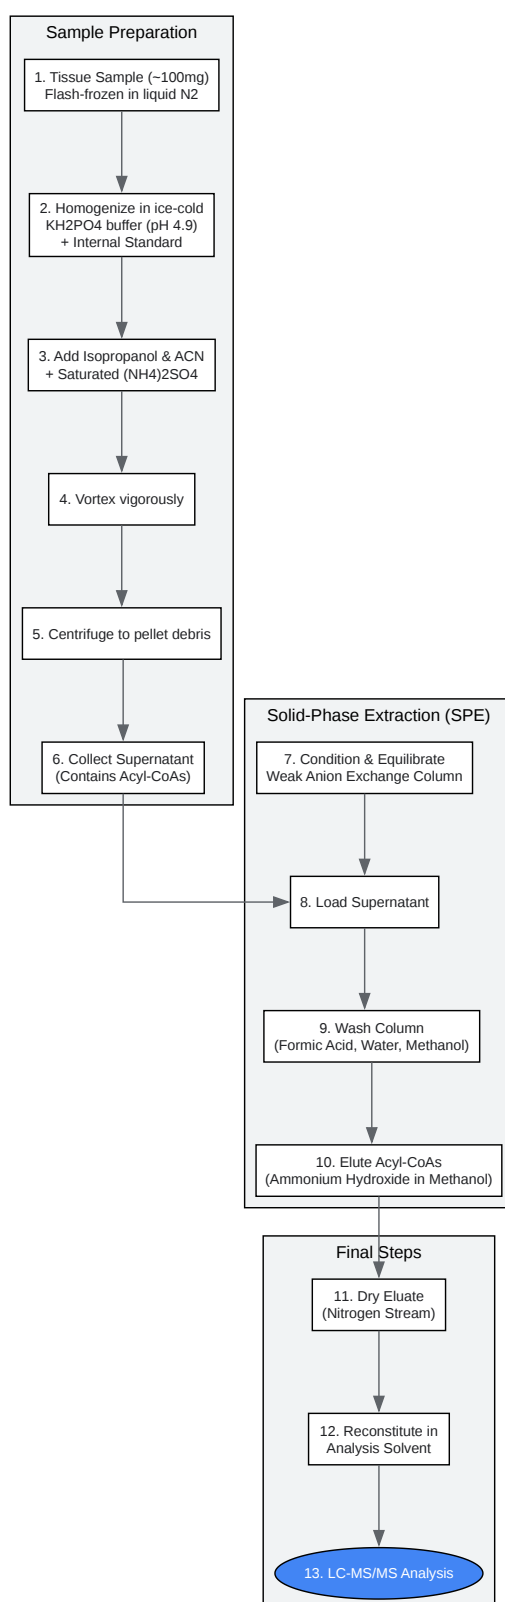 Sample Preparation
1. Tissue Sample (~100mg)
Flash-frozen in liquid N2
2. Homogenize in ice-cold
KH2PO4 buffer (pH 4.9)
+ Internal Standard
3. Add Isopropanol & ACN
+ Saturated (NH4)2SO4
4. Vortex vigorously
5. Centrifuge to pellet debris
6. Collect Supernatant
(Contains Acyl-CoAs)
Solid-Phase Extraction (SPE)
7. Condition & Equilibrate
Weak Anion Exchange Column
8. Load Supernatant
9. Wash Column
(Formic Acid, Water, Methanol)
10. Elute Acyl-CoAs
(Ammonium Hydroxide in Methanol)
Final Steps
11. Dry Eluate
(Nitrogen Stream)
12. Reconstitute in
Analysis Solvent
13. LC-MS/MS Analysis